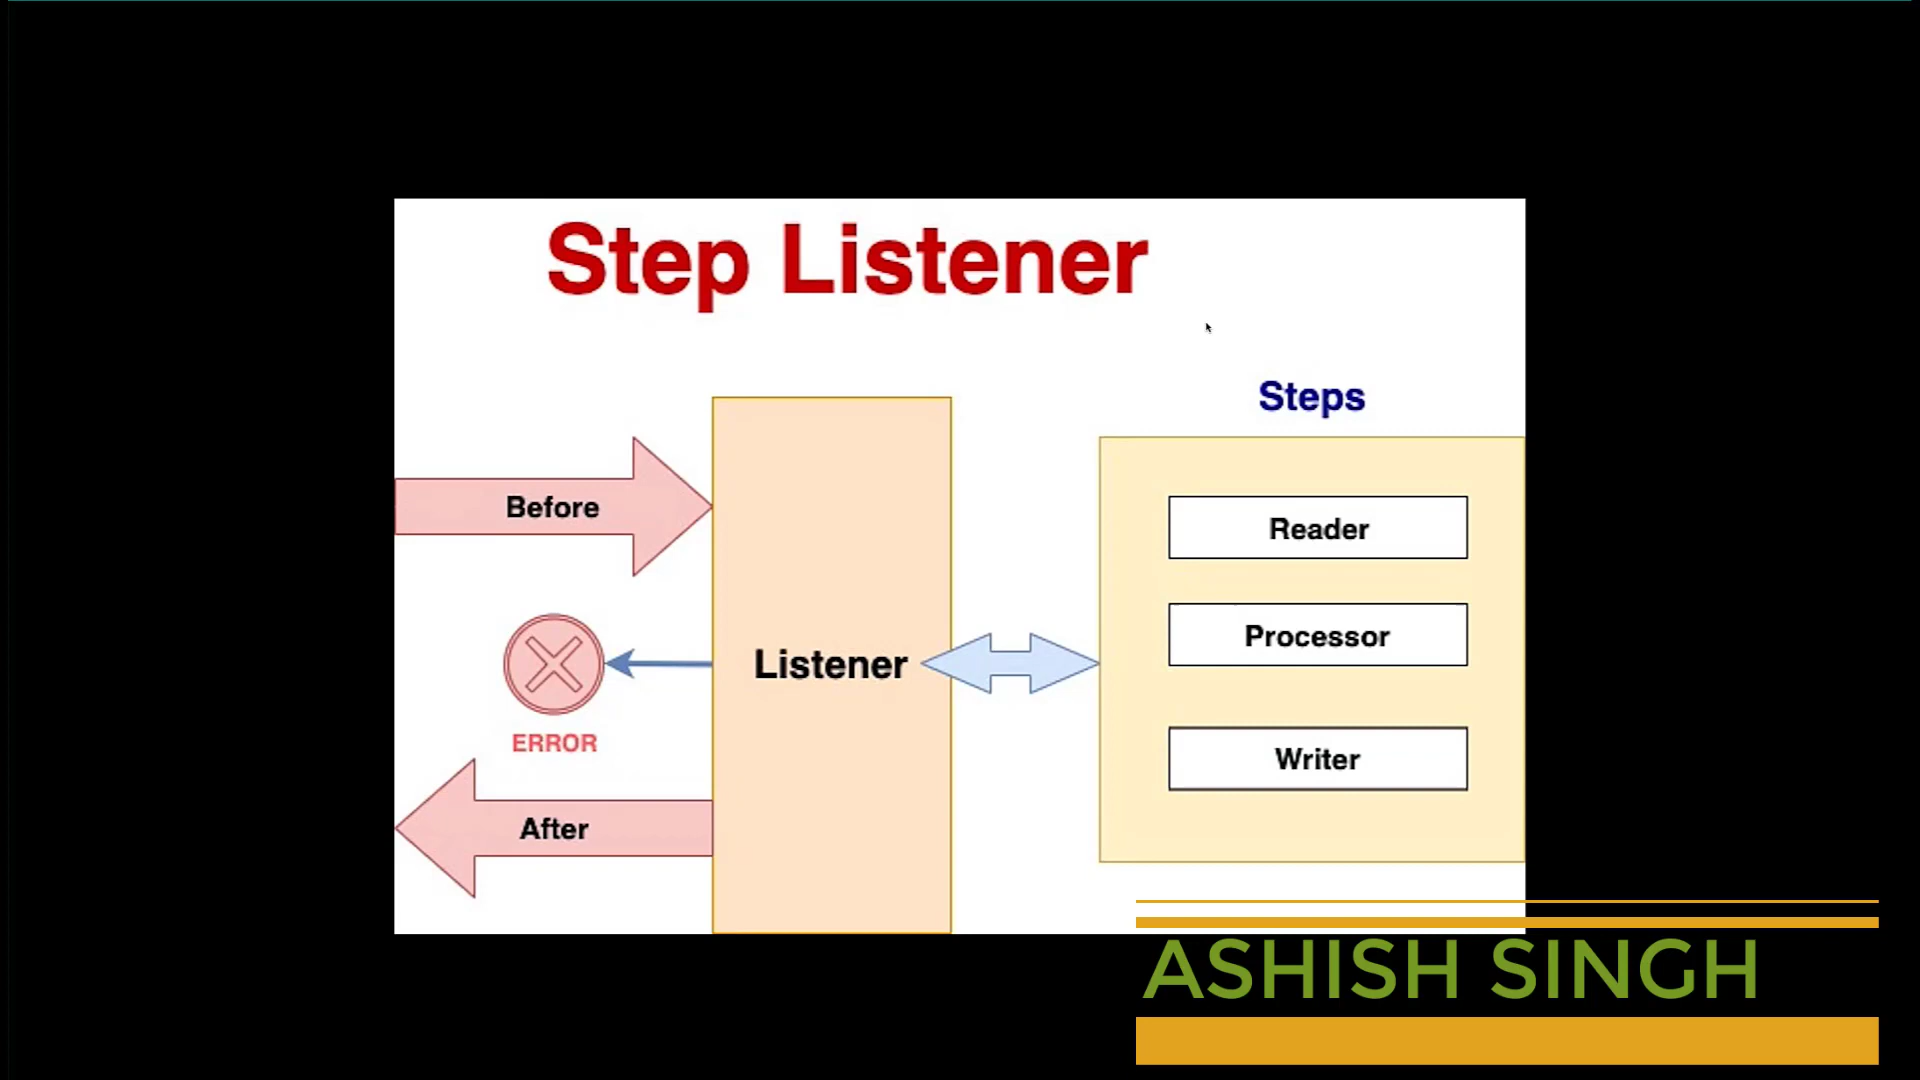 Step Listener
Steps
Before
Reader
Processor
Listener
ERROR
Writer
After
ASHISH SINGH